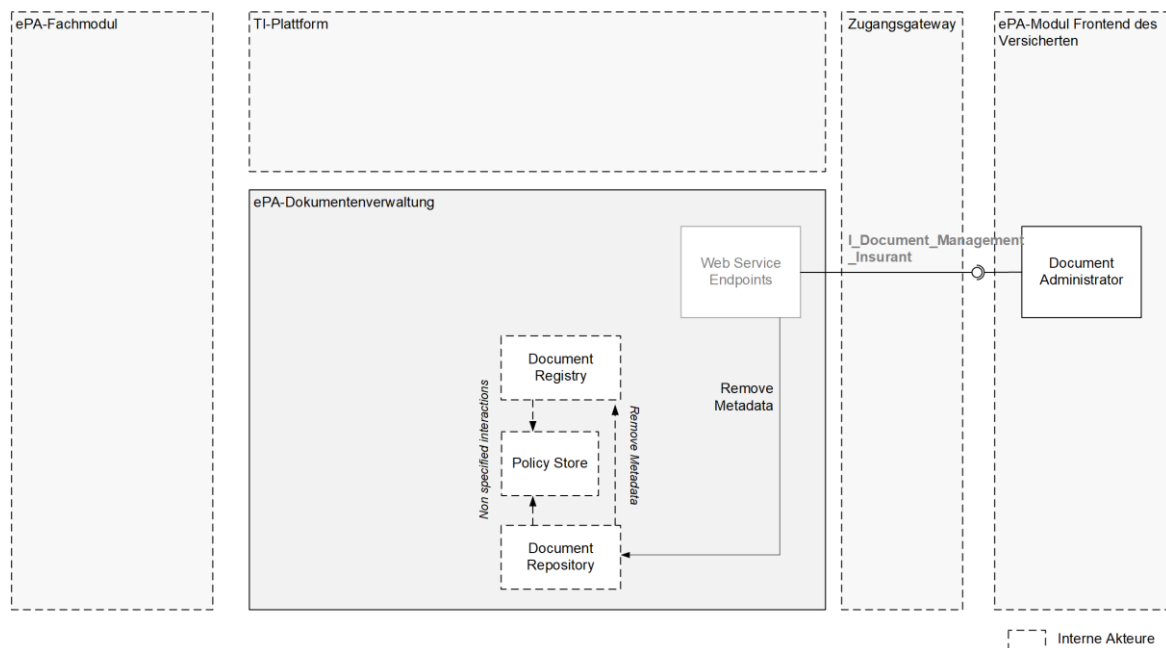 ePA-Fachmodul
TI-Plattform
Zugangsgateway
ePA-Modul Frontend des
Versicherten
ePA-Dokumentenverwaltung
I_Document_Management
_Insurant
Web Service
Endpoints
Document
Administrator
Document
Registry
Remove
Metadata
Non specified interactions
Remove Metadata
Policy Store
Document
Repository
Interne Akteure